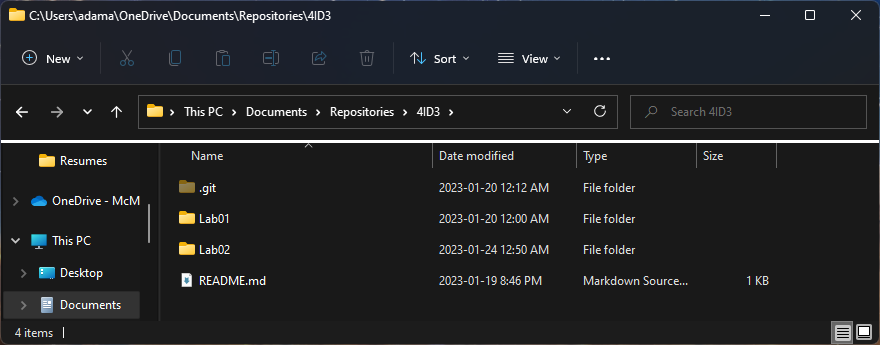 C:\Users\adama\OneDrive\Documents\Repositories\4ID3
New Sort View
This PC Documents Repositories 4ID3 Search 4ID3
Name Date modified Type Size
Resumes
OneDrive - McM
This PC
Desktop
Documents
.git 2023-01-20 12:12 AM File folder
Lab01 2023-01-20 12:00 AM File folder
Lab02 2023-01-24 12:50 AM File folder
README.md 2023-01-19 8:46 PM Markdown Source... 1 KB
4 items